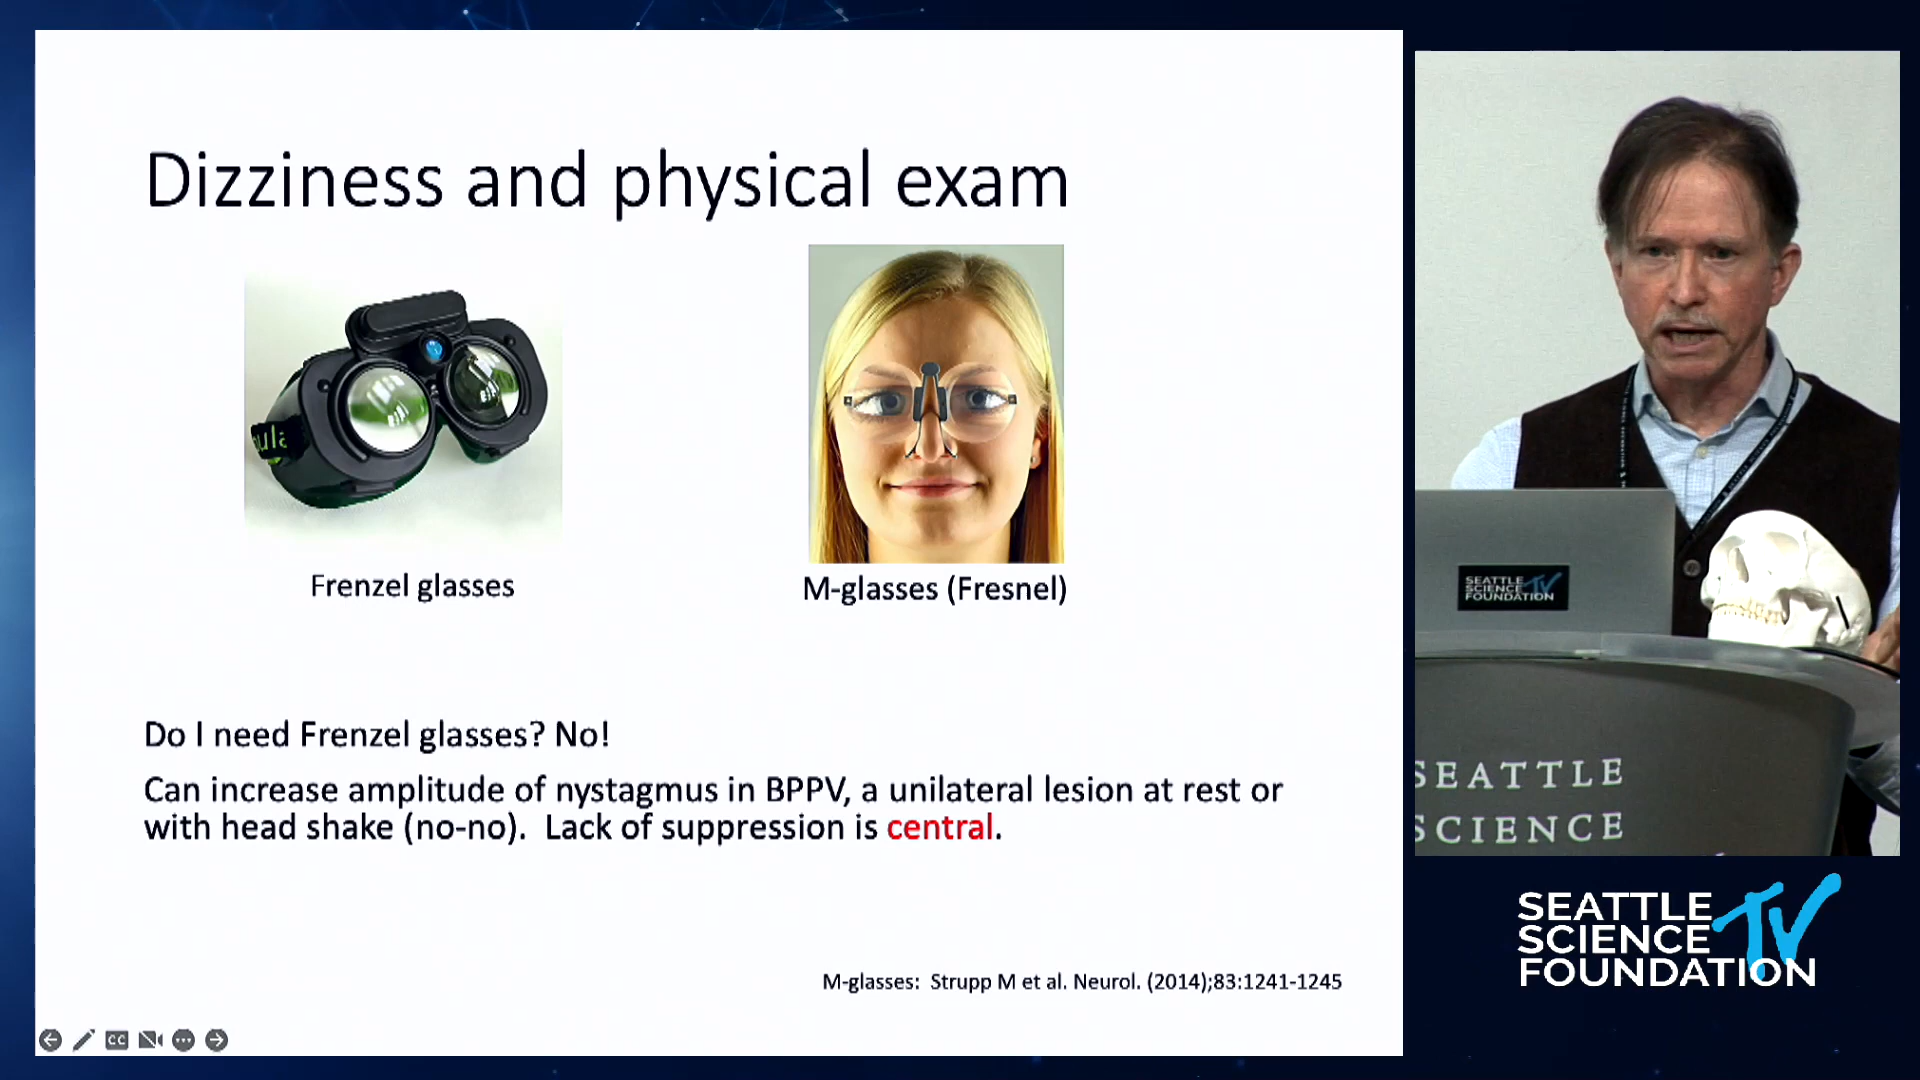 Dizziness and physical exam
Frenzel glasses
M-glasses (Fresnel)
Do I need Frenzel glasses? No!
Can increase amplitude of nystagmus in BPPV, a unilateral lesion at rest or
with head shake (no-no). Lack of suppression is central.
M-glasses: Strupp M et al. Neurol. (2014);83:1241-1245
CC
SEATTLE
SCIENCE
FOUNDATION
TV
SEATTLE
SCIENCE
SEATTLE
SCIENCE
FOUNDATION
TV